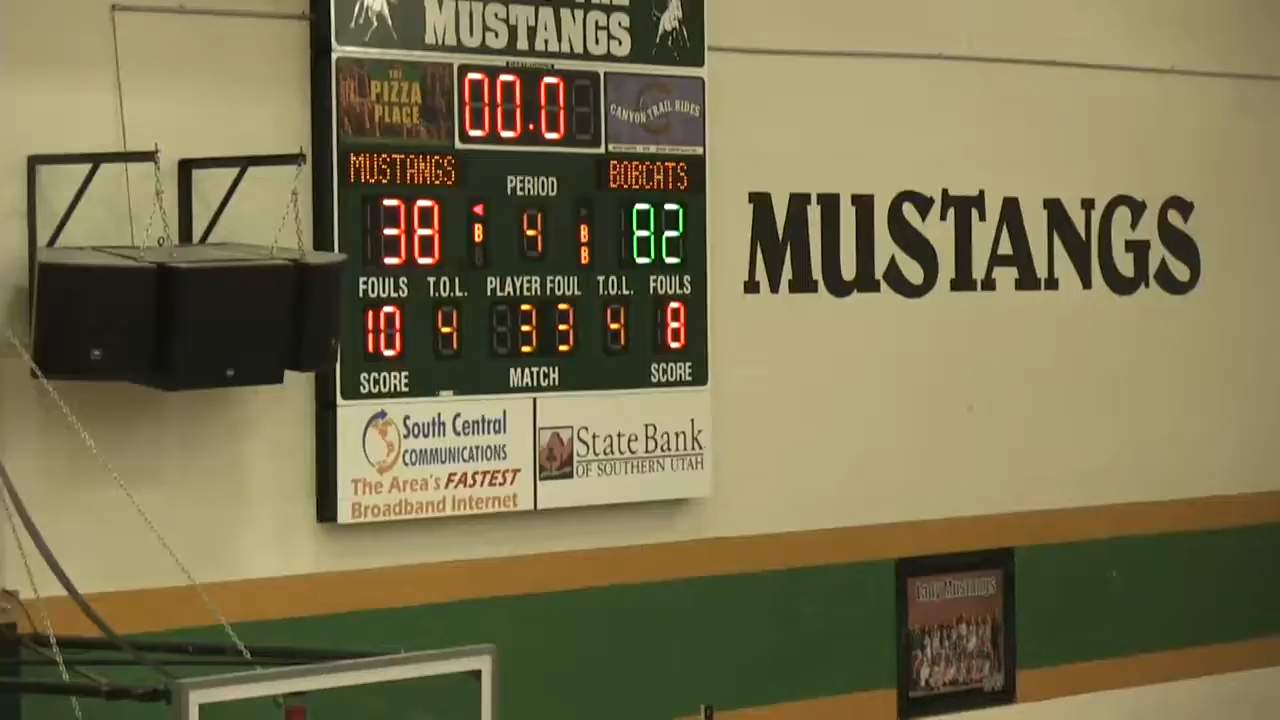 MUSTANGS
THE
PIZZA
PLACE
00.0
CANYON TRAIL RIDES
MUSTANGS
BOBCATS
PERIOD
38
B
4
B
B
82
FOULS T.O.L. PLAYER FOUL T.O.L. FOULS
10 4 3 3 4 8
SCORE MATCH SCORE
South Central
COMMUNICATIONS
The Area's FASTEST
Broadband Internet
State Bank
OF SOUTHERN UTAH
MUSTANGS
Lady Mustangs